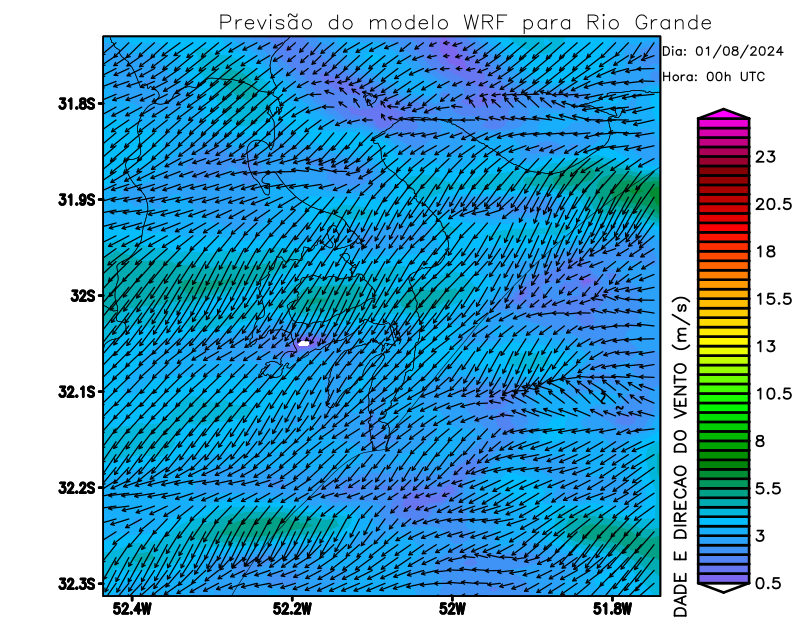 Previsão do modelo WRF para Rio Grande
Dia: 01/08/2024
Hora: 00h UTC
31.8S
31.9S
32S
32.1S
32.2S
32.3S
52.4W
52.2W
52W
51.8W
23
20.5
18
15.5
13
10.5
8
5.5
3
0.5
DADE E DIRECAO DO VENTO (m/s)